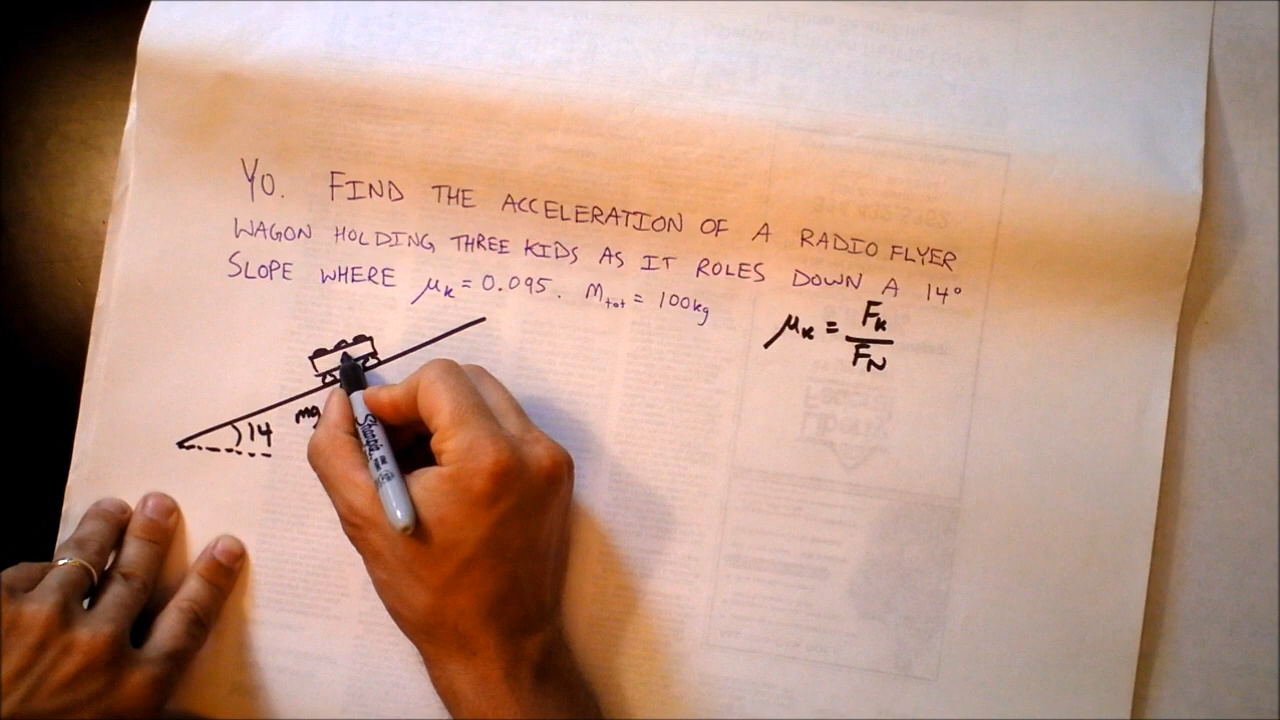 YO. FIND THE ACCELERATION OF A RADIO FLYER
WAGON HOLDING THREE KIDS AS IT ROLES DOWN A 14°
SLOPE WHERE μk = 0.095. Mtot = 100kg
μk = Fk / FN
mg
14
Sharpie